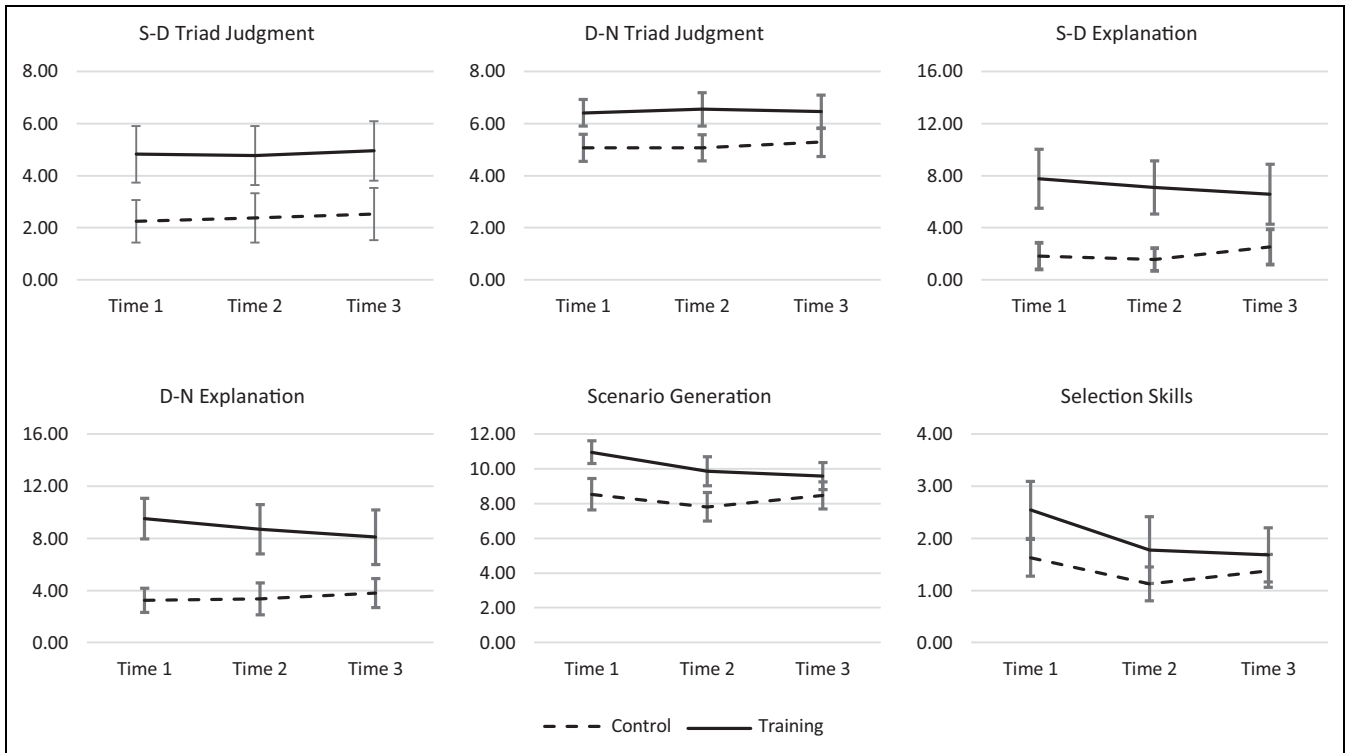 S-D Triad Judgment
8.00
6.00
4.00
2.00
0.00
Time 1 Time 2 Time 3
D-N Triad Judgment
8.00
6.00
4.00
2.00
0.00
Time 1 Time 2 Time 3
S-D Explanation
16.00
12.00
8.00
4.00
0.00
Time 1 Time 2 Time 3
D-N Explanation
16.00
12.00
8.00
4.00
0.00
Time 1 Time 2 Time 3
Scenario Generation
12.00
10.00
8.00
6.00
4.00
2.00
0.00
Time 1 Time 2 Time 3
Selection Skills
4.00
3.00
2.00
1.00
0.00
Time 1 Time 2 Time 3
Control Training